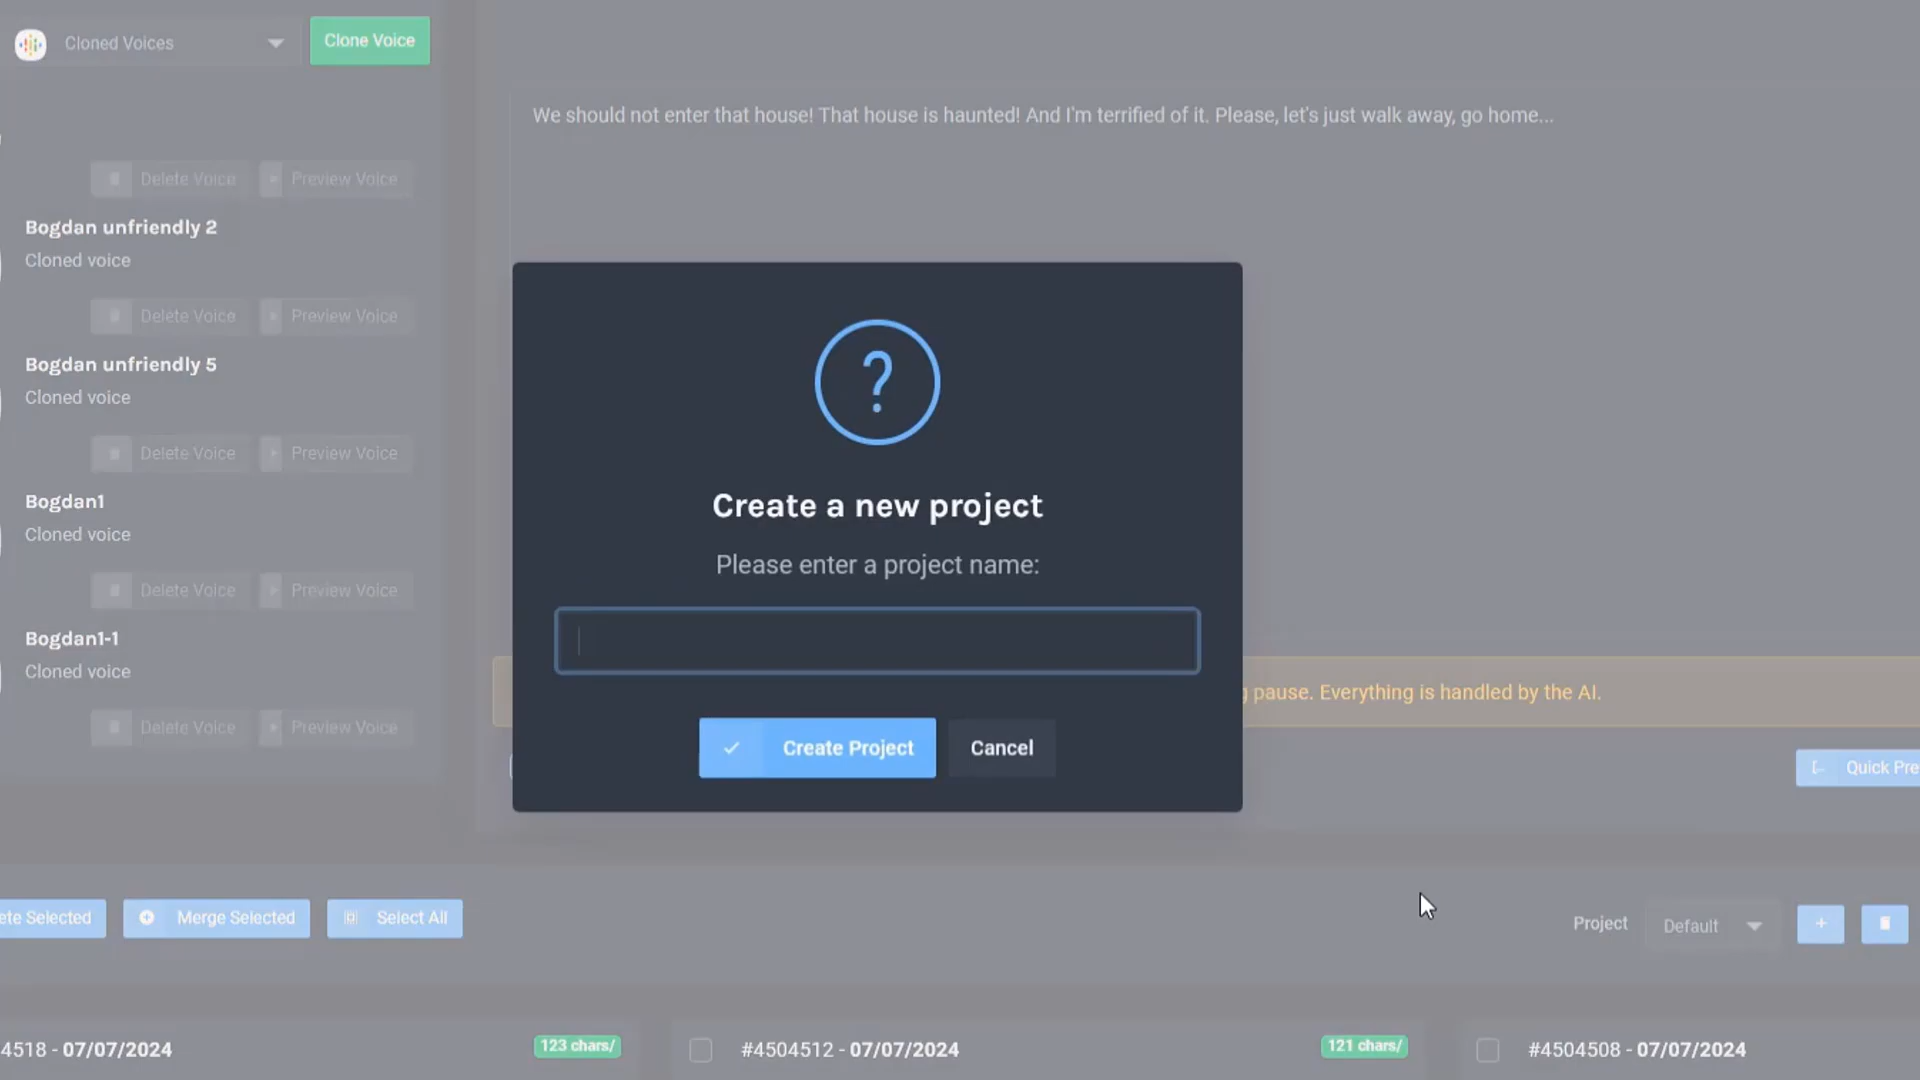 Cloned Voices
Clone Voice
We should not enter that house! That house is haunted! And I'm terrified of it. Please, let's just walk away, go home...
Delete Voice
Preview Voice
Bogdan unfriendly 2
Cloned voice
Delete Voice
Preview Voice
Bogdan unfriendly 5
Cloned voice
Delete Voice
Preview Voice
Bogdan1
Cloned voice
Delete Voice
Preview Voice
Bogdan1-1
Cloned voice
Delete Voice
Preview Voice
?
Create a new project
Please enter a project name:
Create Project
Cancel
g pause. Everything is handled by the AI.
Quick Pre
ete Selected
Merge Selected
Select All
Project
Default
+
4518 - 07/07/2024
123 chars/
#4504512 - 07/07/2024
121 chars/
#4504508 - 07/07/2024